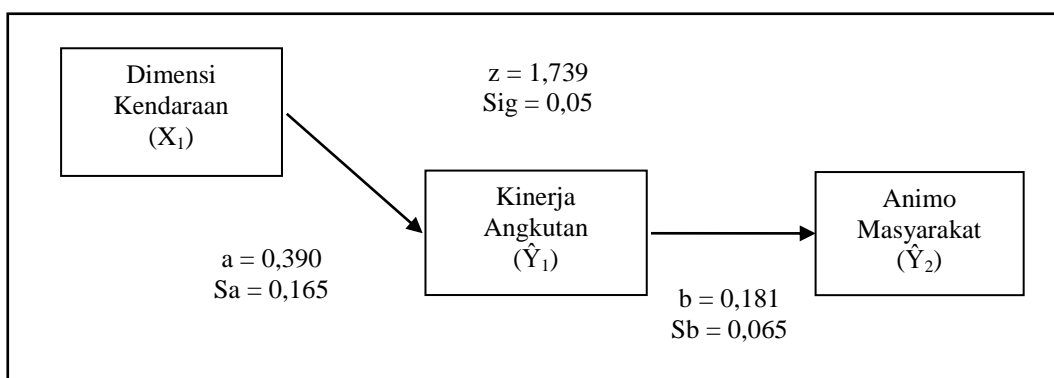 Dimensi
Kendaraan
(X₁)
z = 1,739
Sig = 0,05
Kinerja
Angkutan
(Ŷ₁)
Animo
Masyarakat
(Ŷ₂)
a = 0,390
Sa = 0,165
b = 0,181
Sb = 0,065